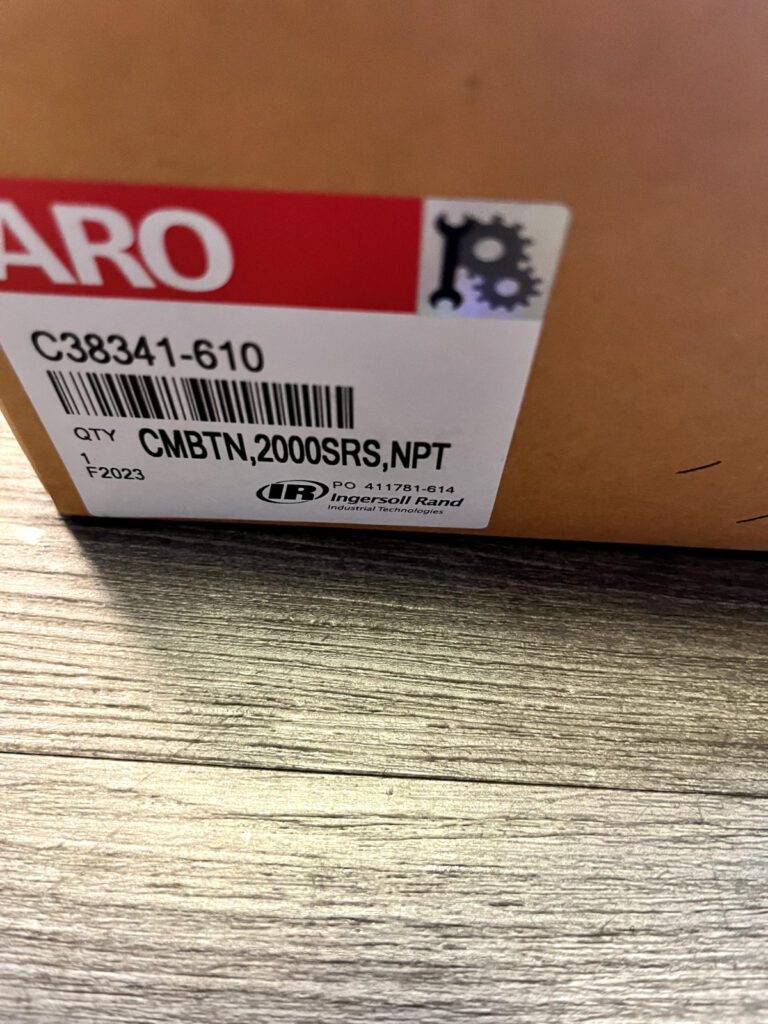 ARO
C38341-610
QTY CMBTN,2000SRS,NPT
1
F2023
PO 411781-614
IR Ingersoll Rand
Industrial Technologies